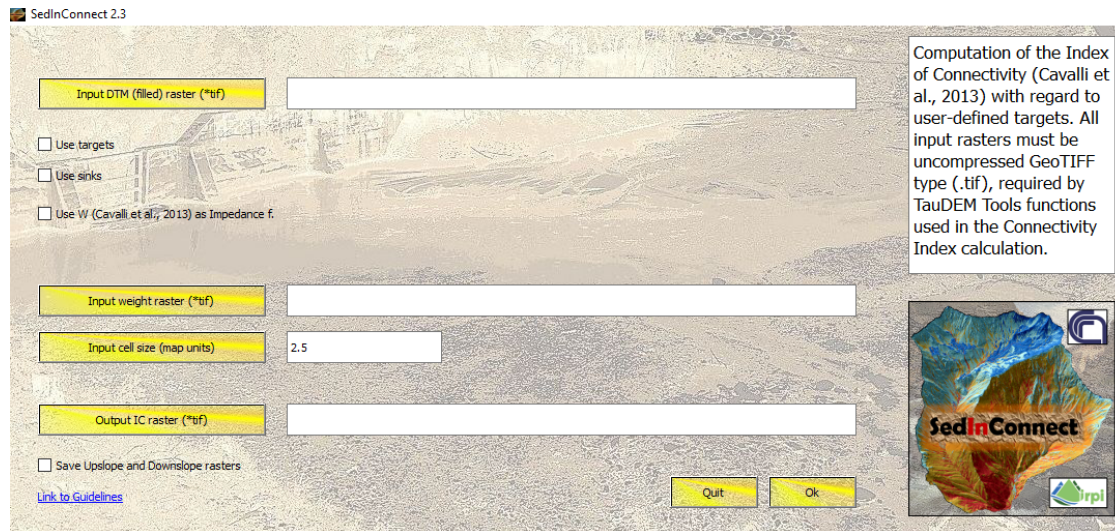 SedInConnect 2.3
Input DTM (filled) raster (*tif)
Use targets
Use sinks
Use W (Cavalli et al., 2013) as Impedance f.
Input weight raster (*tif)
Input cell size (map units)
2.5
Output IC raster (*tif)
Save Upslope and Downslope rasters
Link to Guidelines
Quit
Ok
Computation of the Index
of Connectivity (Cavalli et
al., 2013) with regard to
user-defined targets. All
input rasters must be
uncompressed GeoTIFF
type (.tif), required by
TauDEM Tools functions
used in the Connectivity
Index calculation.
SedInConnect
irpi